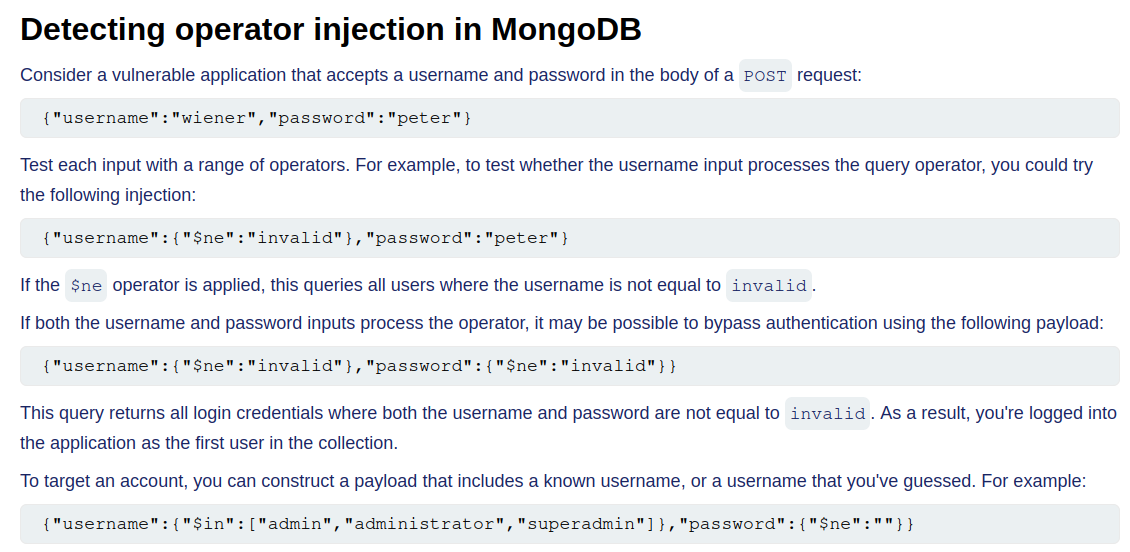 Detecting operator injection in MongoDB
Consider a vulnerable application that accepts a username and password in the body of a POST request:
{"username":"wiener","password":"peter"}
Test each input with a range of operators. For example, to test whether the username input processes the query operator, you could try
the following injection:
{"username":{"$ne":"invalid"},"password":"peter"}
If the $ne operator is applied, this queries all users where the username is not equal to invalid.
If both the username and password inputs process the operator, it may be possible to bypass authentication using the following payload:
{"username":{"$ne":"invalid"},"password":{"$ne":"invalid"}}
This query returns all login credentials where both the username and password are not equal to invalid. As a result, you're logged into
the application as the first user in the collection.
To target an account, you can construct a payload that includes a known username, or a username that you've guessed. For example:
{"username":{"$in":["admin","administrator","superadmin"]},"password":{"$ne":""}}